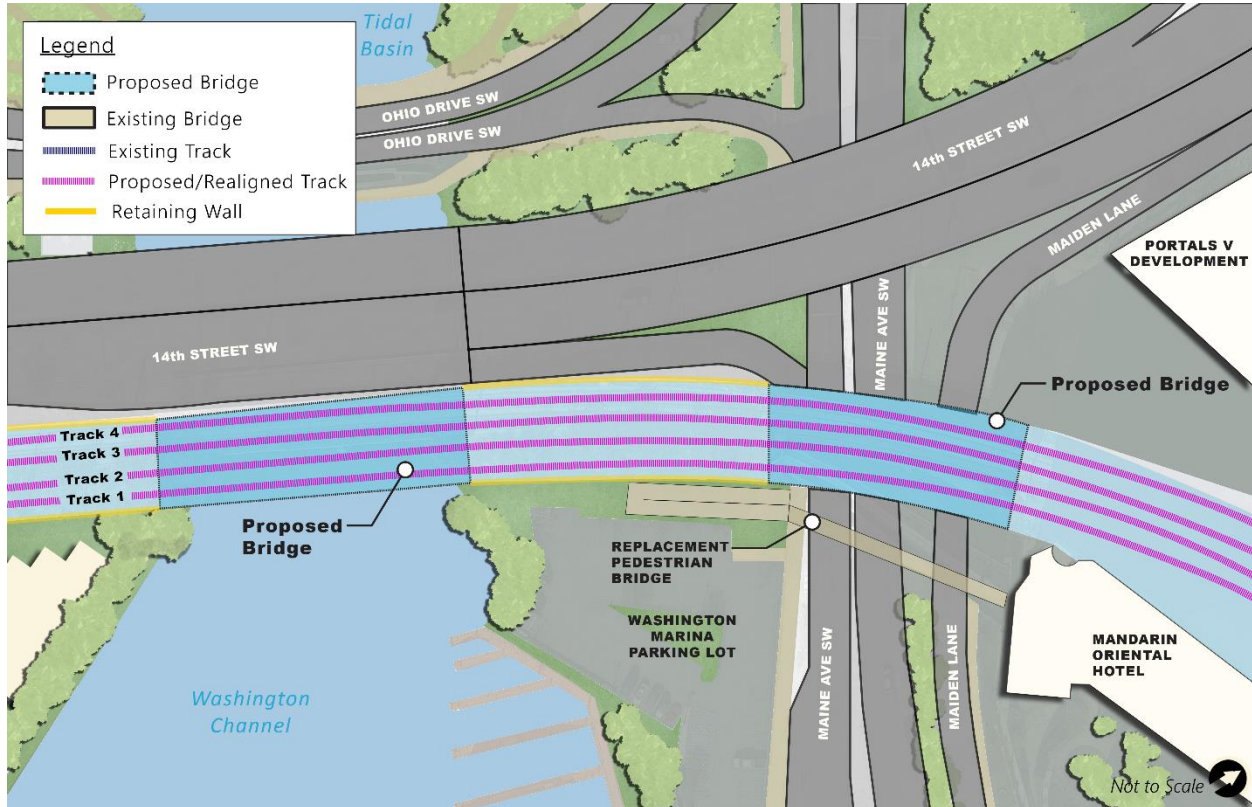 Legend
Proposed Bridge
Existing Bridge
Existing Track
Proposed/Realigned Track
Retaining Wall
Tidal
Basin
OHIO DRIVE SW
OHIO DRIVE SW
14th STREET SW
MAIDEN LANE
PORTALS V
DEVELOPMENT
14th STREET SW
MAINE AVE SW
Proposed Bridge
Track 4
Track 3
Track 2
Track 1
Proposed
Bridge
REPLACEMENT
PEDESTRIAN
BRIDGE
WASHINGTON
MARINA
PARKING LOT
MANDARIN
ORIENTAL
HOTEL
Washington
Channel
MAINE AVE SW
MAIDEN LANE
Not to Scale